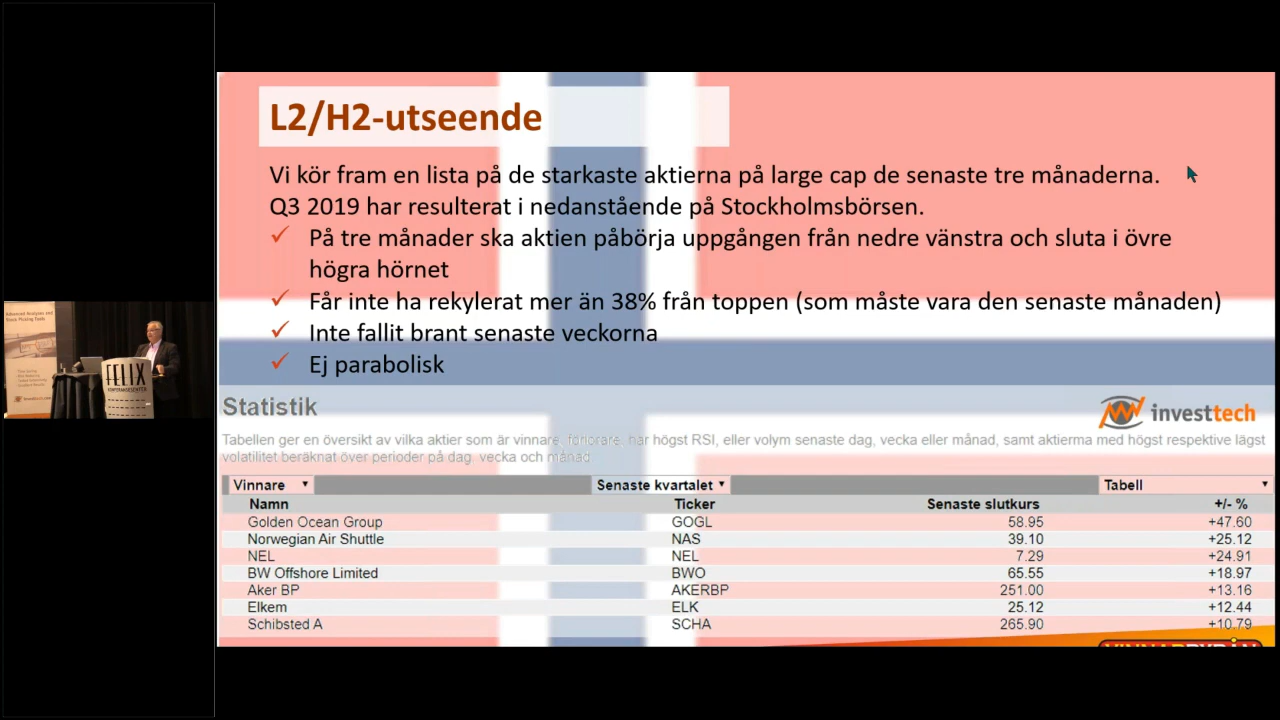 L2/H2-utseende
Vi kör fram en lista på de starkaste aktierna på large cap de senaste tre månaderna.
Q3 2019 har resulterat i nedanstående på Stockholmsbörsen.
På tre månader ska aktien påbörja uppgången från nedre vänstra och sluta i övre
högra hörnet
Får inte ha rekylerat mer än 38% från toppen (som måste vara den senaste månaden)
Inte fallit brant senaste veckorna
Ej parabolisk
Advanced Analyses and
Stock Picking Tools
FELIX
Statistik
investtech
Tabellen ger en översikt av vilka aktier som är vinnare, förlorare, har högst RSI, eller volym senaste dag, vecka eller månad, samt aktierma med högst respektive lägst
volatilitet beräknat över perioder på dag, vecka och månad.
Vinnare Senaste kvartalet Tabell
Namn Ticker Senaste slutkurs +/- %
Golden Ocean Group GOGL 58.95 +47.60
Norwegian Air Shuttle NAS 39.10 +25.12
NEL NEL 7.29 +24.91
BW Offshore Limited BWO 65.55 +18.97
Aker BP AKERBP 251.00 +13.16
Elkem ELK 25.12 +12.44
Schibsted A SCHA 265.90 +10.79